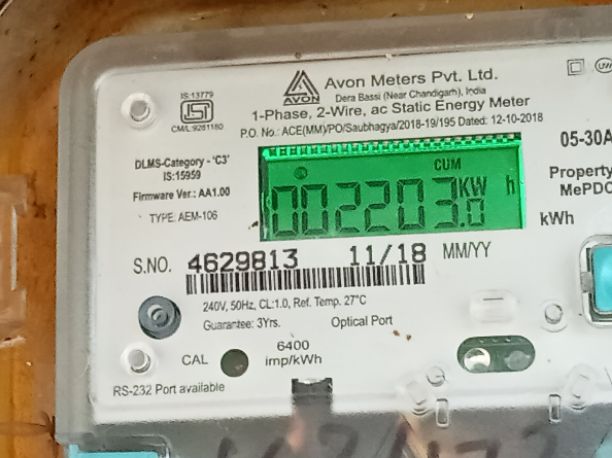 IS:13779
ISI
CM/L:9261180
AVON
Avon Meters Pvt. Ltd.
Dera Bassi (Near Chandigarh), India
1-Phase, 2-Wire, ac Static Energy Meter
P.O. No.: ACE(MM)/PO/Saubhagya/2018-19/195 Dated: 12-10-2018
DLMS-Category - 'C3'
IS:15959
Firmware Ver.: AA1.00
TYPE: AEM-106
CUM
002203.0 KW h
kWh
05-30A
Property
MePDC
S.NO. 4629813 11/18 MM/YY
240V, 50Hz, CL:1.0, Ref. Temp. 27°C
Guarantee: 3Yrs. Optical Port
CAL
6400
imp/kWh
RS-232 Port available